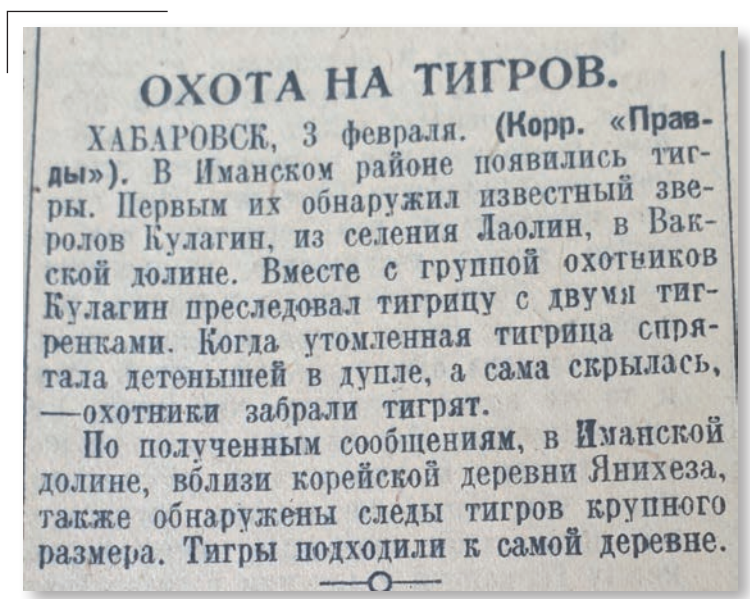 ОХОТА НА ТИГРОВ.
ХАБАРОВСК, 3 февраля. (Корр. «Прав-
ды»). В Иманском районе появились тиг-
ры. Первым их обнаружил известный зве-
ролов Кулагин, из селения Лаолин, в Вак-
ской долине. Вместе с группой охотников
Кулагин преследовал тигрицу с двумя тиг-
ренками. Когда утомленная тигрица спря-
тала детенышей в дупле, а сама скрылась,
—охотники забрали тигрят.
По полученным сообщениям, в Иманской
долине, вблизи корейской деревни Янихеза,
также обнаружены следы тигров крупного
размера. Тигры подходили к самой деревне.